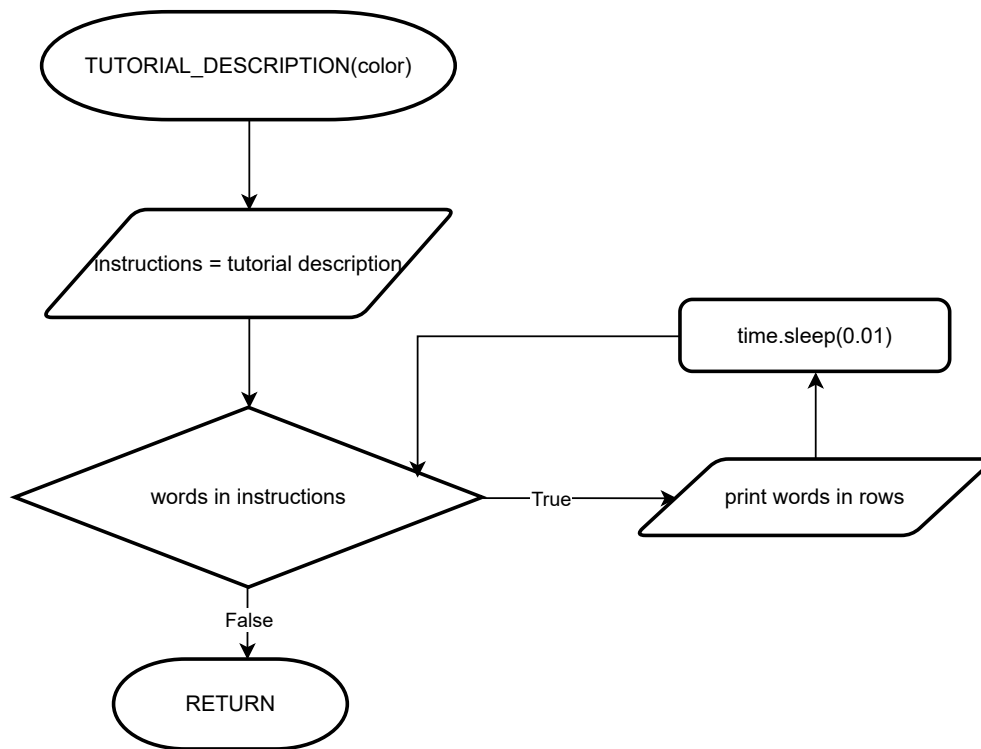 TUTORIAL_DESCRIPTION(color)
instructions = tutorial description
time.sleep(0.01)
words in instructions
True
print words in rows
False
RETURN